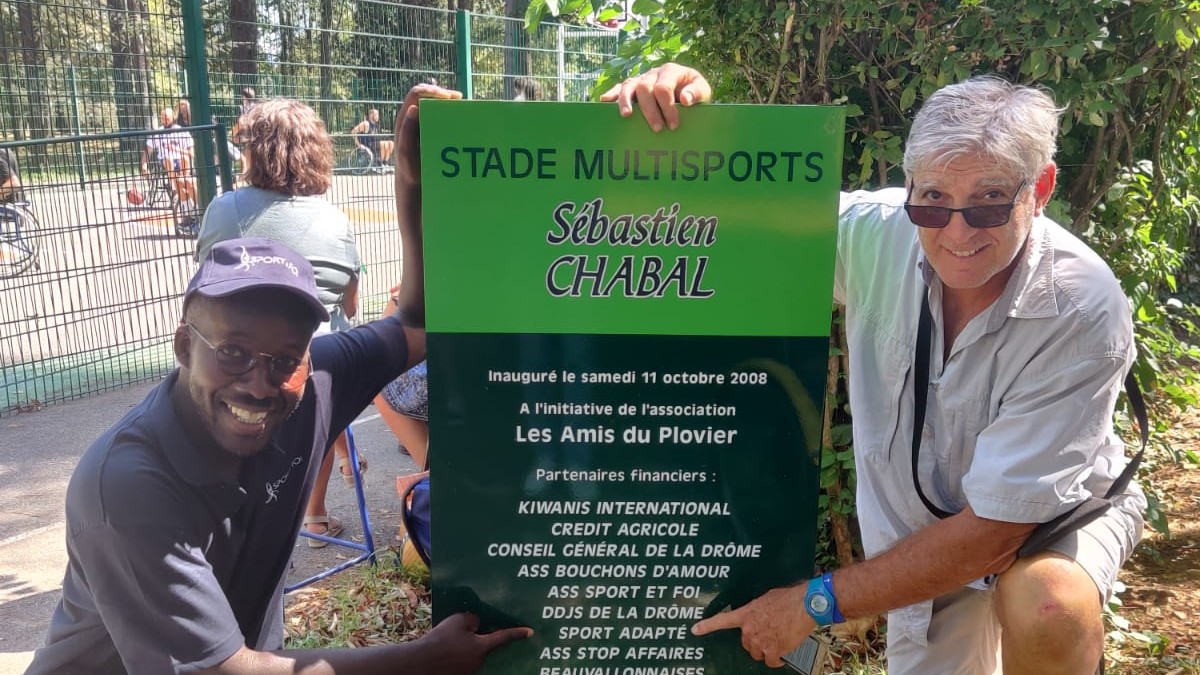 STADE MULTISPORTS
Sébastien
CHABAL
Inauguré le samedi 11 octobre 2008
A l'initiative de l'association
Les Amis du Plovier
Partenaires financiers :
KIWANIS INTERNATIONAL
CREDIT AGRICOLE
CONSEIL GÉNÉRAL DE LA DRÔME
ASS BOUCHONS D'AMOUR
ASS SPORT ET FOI
DDJS DE LA DRÔME
SPORT ADAPTÉ
ASS STOP AFFAIRES
BEAUVALLONNAISES